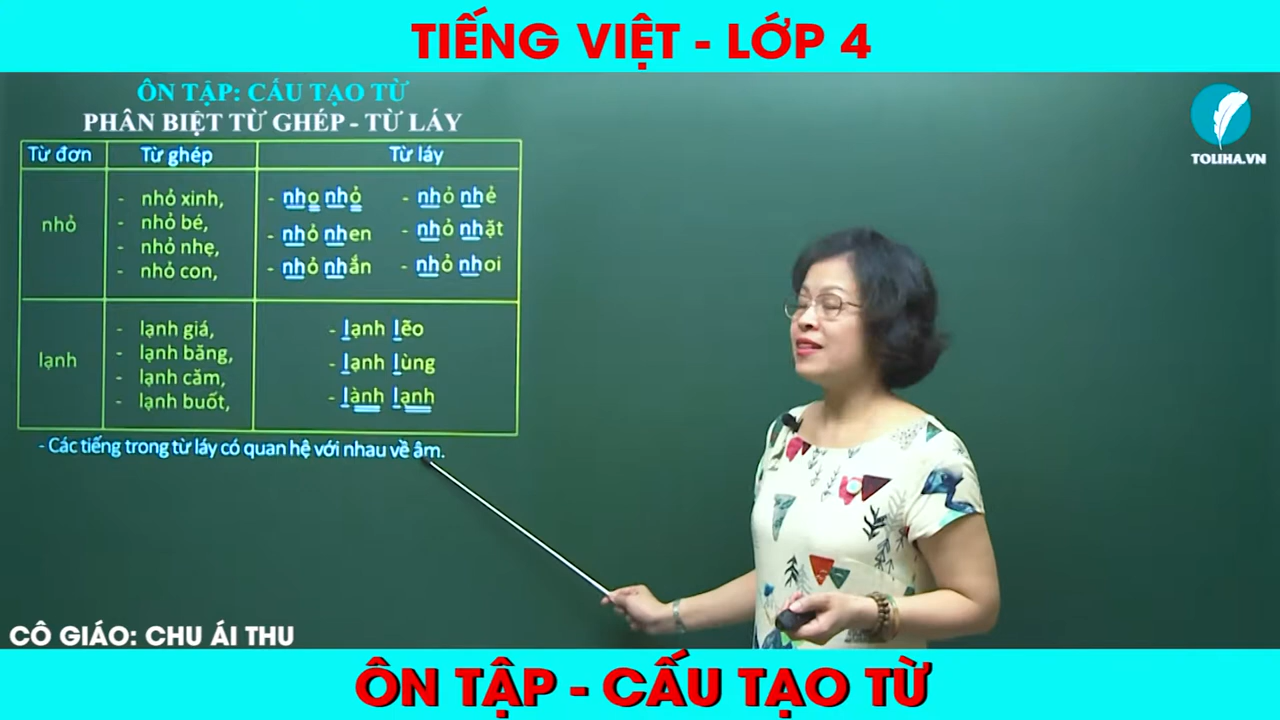 TIẾNG VIỆT - LỚP 4
ÔN TẬP: CẤU TẠO TỪ
PHÂN BIỆT TỪ GHÉP - TỪ LÁY
TOLIHA.VN
Từ đơn Từ ghép Từ láy
nhỏ
- nhỏ xinh,
- nhỏ bé,
- nhỏ nhẹ,
- nhỏ con,
- nhọ nhỏ - nhỏ nhẻ
- nhỏ nhen - nhỏ nhặt
- nhỏ nhắn - nhỏ nhoi
lạnh
- lạnh giá,
- lạnh băng,
- lạnh căm,
- lạnh buốt,
- lạnh lẽo
- lạnh lùng
- lành lạnh
- Các tiếng trong từ láy có quan hệ với nhau về âm.
CÔ GIÁO: CHU ÁI THU
ÔN TẬP - CẤU TẠO TỪ